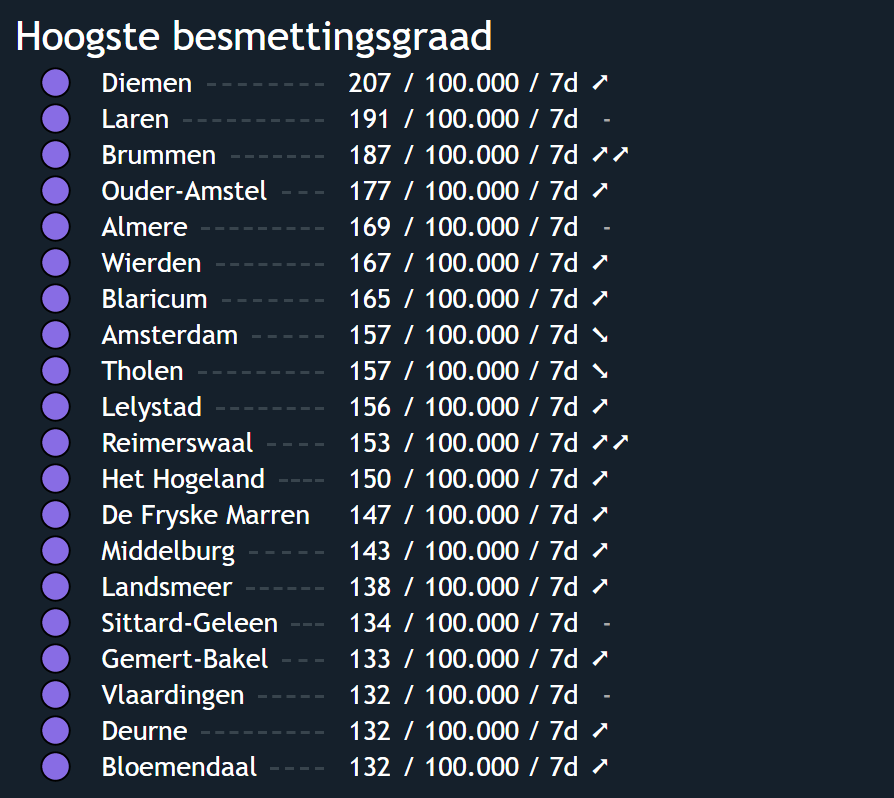 Hoogste besmettingsgraad
Diemen --------- 207 / 100.000 / 7d ➚
Laren ---------- 191 / 100.000 / 7d -
Brummen ------- 187 / 100.000 / 7d ➚➚
Ouder-Amstel --- 177 / 100.000 / 7d ➚
Almere --------- 169 / 100.000 / 7d -
Wierden -------- 167 / 100.000 / 7d ➚
Blaricum ------- 165 / 100.000 / 7d ➚
Amsterdam ----- 157 / 100.000 / 7d ➘
Tholen --------- 157 / 100.000 / 7d ➘
Lelystad -------- 156 / 100.000 / 7d ➚
Reimerswaal ---- 153 / 100.000 / 7d ➚➚
Het Hogeland ---- 150 / 100.000 / 7d ➚
De Fryske Marren 147 / 100.000 / 7d ➚
Middelburg ----- 143 / 100.000 / 7d ➚
Landsmeer ------ 138 / 100.000 / 7d ➚
Sittard-Geleen --- 134 / 100.000 / 7d -
Gemert-Bakel --- 133 / 100.000 / 7d ➚
Vlaardingen ----- 132 / 100.000 / 7d -
Deurne --------- 132 / 100.000 / 7d ➚
Bloemendaal ---- 132 / 100.000 / 7d ➚